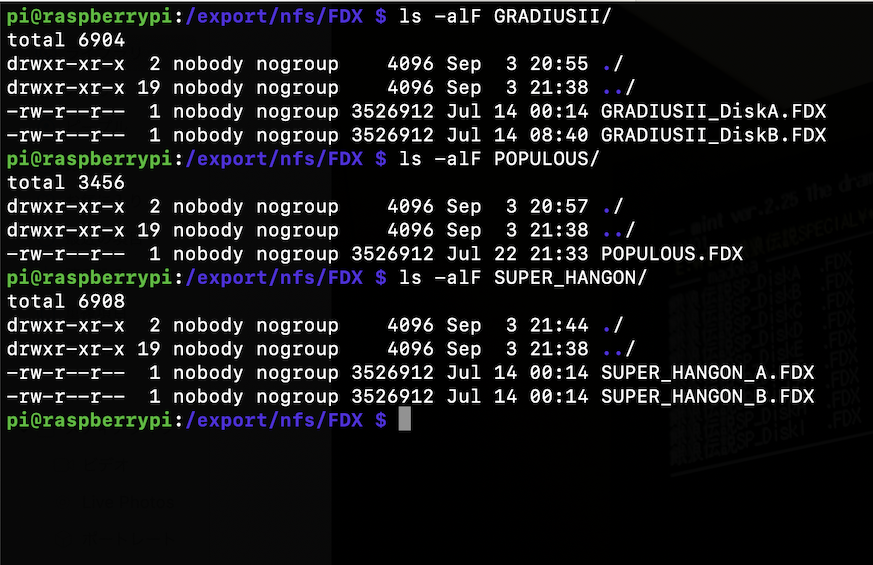 pi@raspberrypi:/export/nfs/FDX $ ls -alF GRADIUSII/
total 6904
drwxr-xr-x  2 nobody nogroup    4096 Sep  3 20:55 ./
drwxr-xr-x 19 nobody nogroup    4096 Sep  3 21:38 ../
-rw-r--r--  1 nobody nogroup 3526912 Jul 14 00:14 GRADIUSII_DiskA.FDX
-rw-r--r--  1 nobody nogroup 3526912 Jul 14 08:40 GRADIUSII_DiskB.FDX
pi@raspberrypi:/export/nfs/FDX $ ls -alF POPULOUS/
total 3456
drwxr-xr-x  2 nobody nogroup    4096 Sep  3 20:57 ./
drwxr-xr-x 19 nobody nogroup    4096 Sep  3 21:38 ../
-rw-r--r--  1 nobody nogroup 3526912 Jul 22 21:33 POPULOUS.FDX
pi@raspberrypi:/export/nfs/FDX $ ls -alF SUPER_HANGON/
total 6908
drwxr-xr-x  2 nobody nogroup    4096 Sep  3 21:44 ./
drwxr-xr-x 19 nobody nogroup    4096 Sep  3 21:38 ../
-rw-r--r--  1 nobody nogroup 3526912 Jul 14 00:14 SUPER_HANGON_A.FDX
-rw-r--r--  1 nobody nogroup 3526912 Jul 14 00:14 SUPER_HANGON_B.FDX
pi@raspberrypi:/export/nfs/FDX $